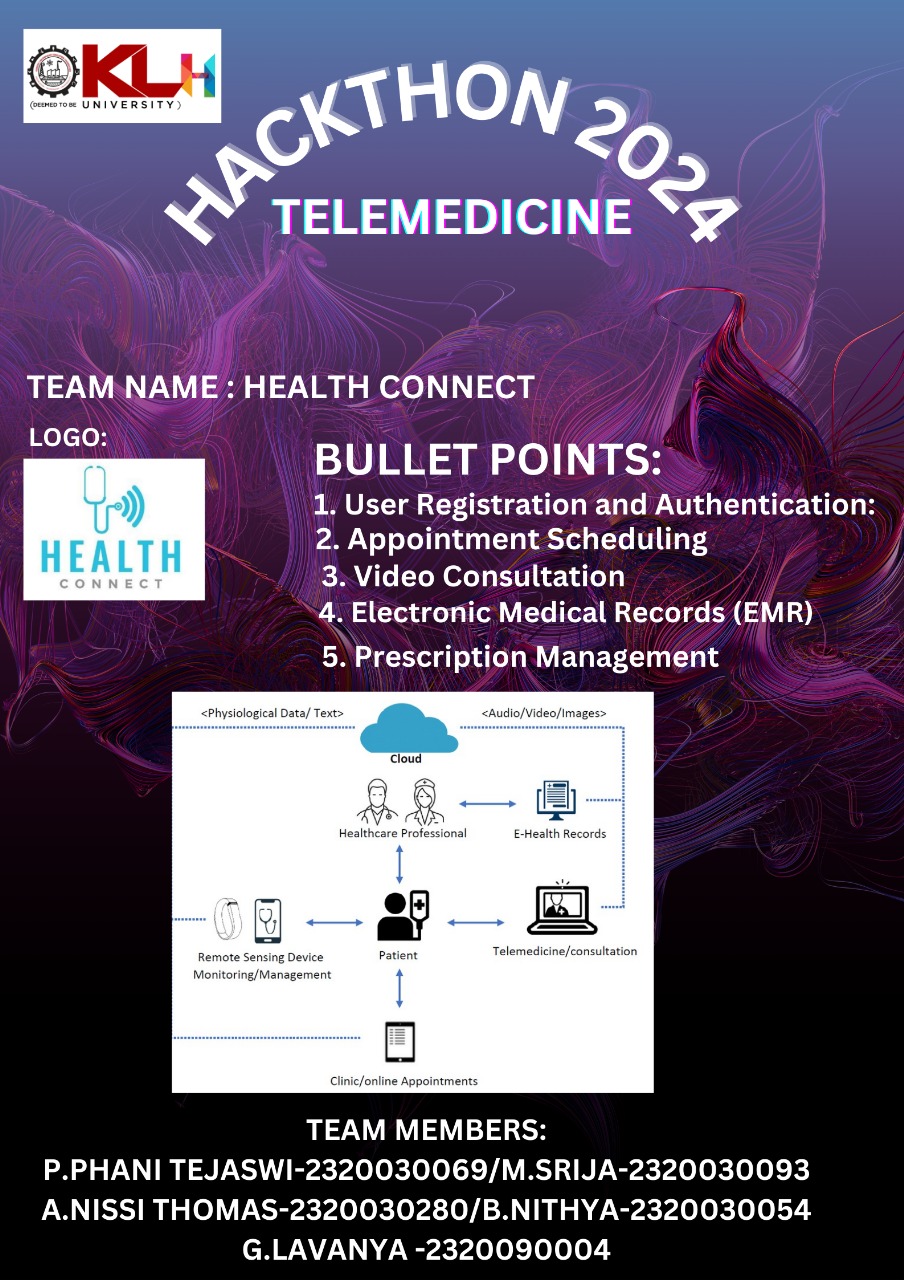 KLH
(DEEMED TO BE UNIVERSITY)
HACKTHON 2024
TELEMEDICINE
TEAM NAME : HEALTH CONNECT
LOGO:
HEALTH
CONNECT
BULLET POINTS:
1. User Registration and Authentication:
2. Appointment Scheduling
3. Video Consultation
4. Electronic Medical Records (EMR)
5. Prescription Management
<Physiological Data/ Text>
<Audio/Video/Images>
Cloud
Healthcare Professional
E-Health Records
Remote Sensing Device
Monitoring/Management
Patient
Telemedicine/consultation
Clinic/online Appointments
TEAM MEMBERS:
P.PHANI TEJASWI-2320030069/M.SRIJA-2320030093
A.NISSI THOMAS-2320030280/B.NITHYA-2320030054
G.LAVANYA -2320090004